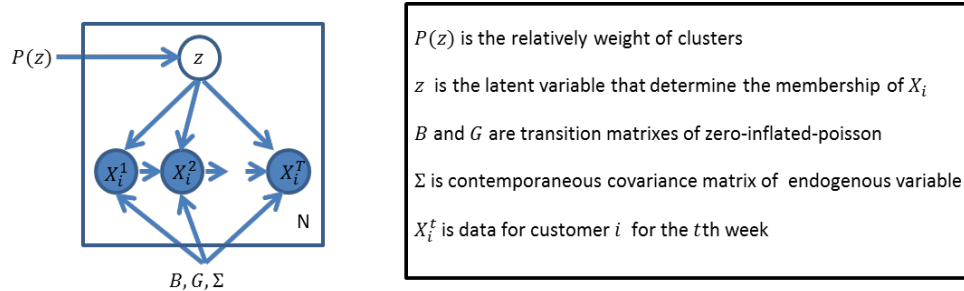 P(z)
z
X_i^1 X_i^2 X_i^T
N
B, G, Σ
P(z) is the relatively weight of clusters
z is the latent variable that determine the membership of X_i
B and G are transition matrixes of zero-inflated-poisson
Σ is contemporaneous covariance matrix of endogenous variable
X_i^t is data for customer i for the tth week